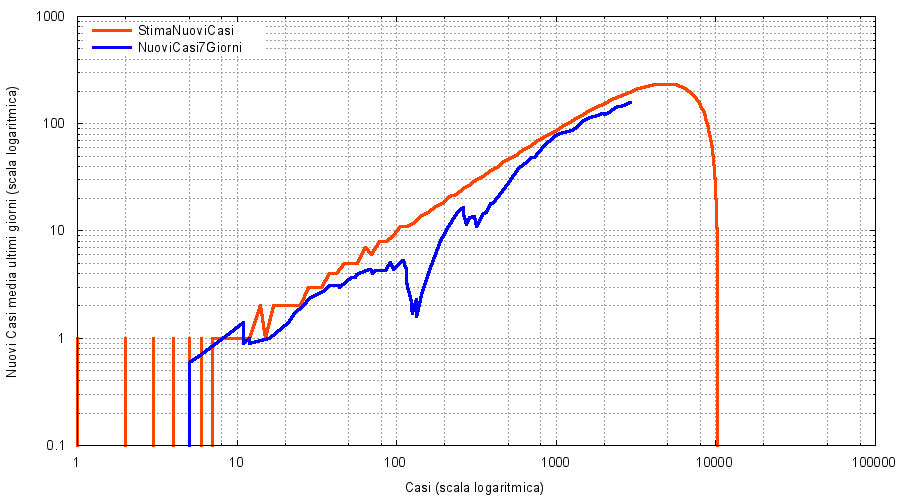 1000
StimaNuoviCasi
NuoviCasi7Giorni
100
10
1
0.1
Nuovi Casi media ultimi giorni (scala logaritmica)
1 10 100 1000 10000 100000
Casi (scala logaritmica)